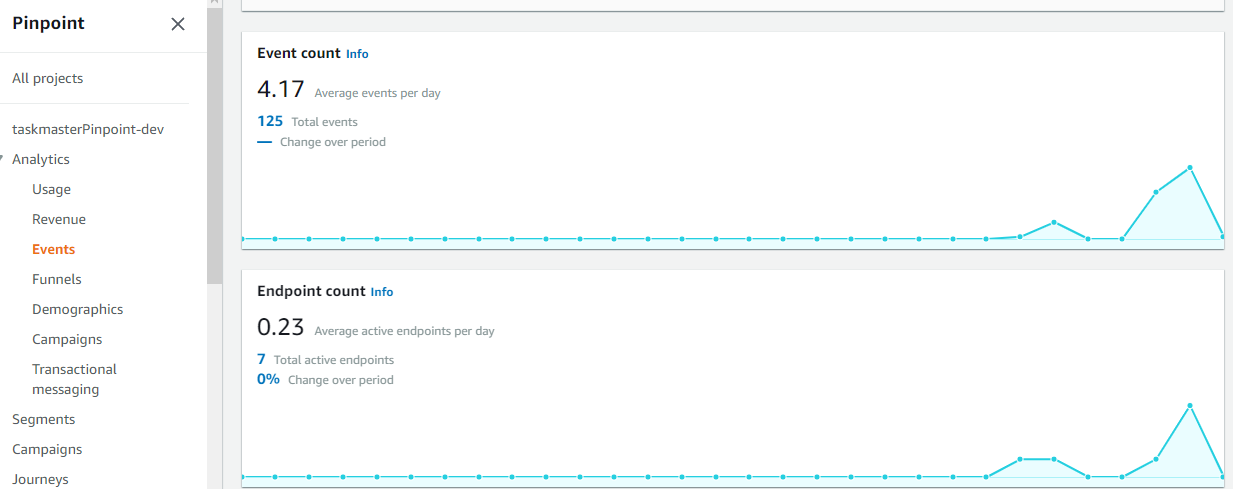 Pinpoint
All projects
taskmasterPinpoint-dev
Analytics
Usage
Revenue
Events
Funnels
Demographics
Campaigns
Transactional
messaging
Segments
Campaigns
Journeys
Event count Info
4.17 Average events per day
125 Total events
— Change over period
Endpoint count Info
0.23 Average active endpoints per day
7 Total active endpoints
0% Change over period